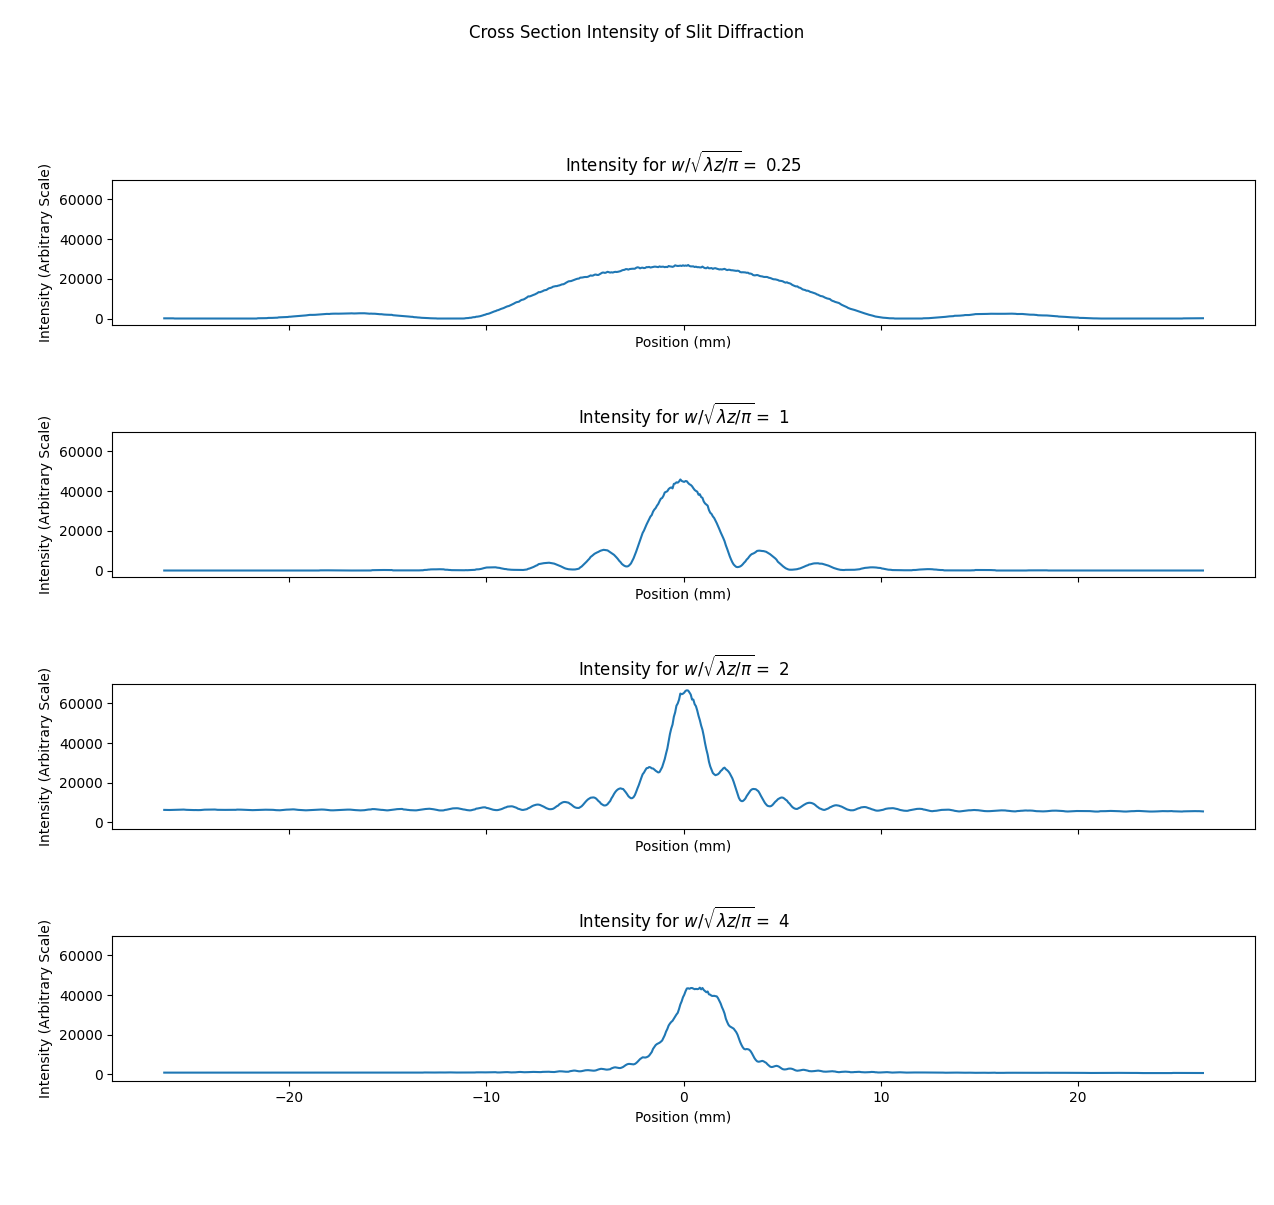 Cross Section Intensity of Slit Diffraction
Intensity for w/√λz/π = 0.25
Intensity (Arbitrary Scale)
60000
40000
20000
0
Position (mm)
Intensity for w/√λz/π = 1
Intensity (Arbitrary Scale)
60000
40000
20000
0
Position (mm)
Intensity for w/√λz/π = 2
Intensity (Arbitrary Scale)
60000
40000
20000
0
Position (mm)
Intensity for w/√λz/π = 4
Intensity (Arbitrary Scale)
60000
40000
20000
0
−20 −10 0 10 20
Position (mm)